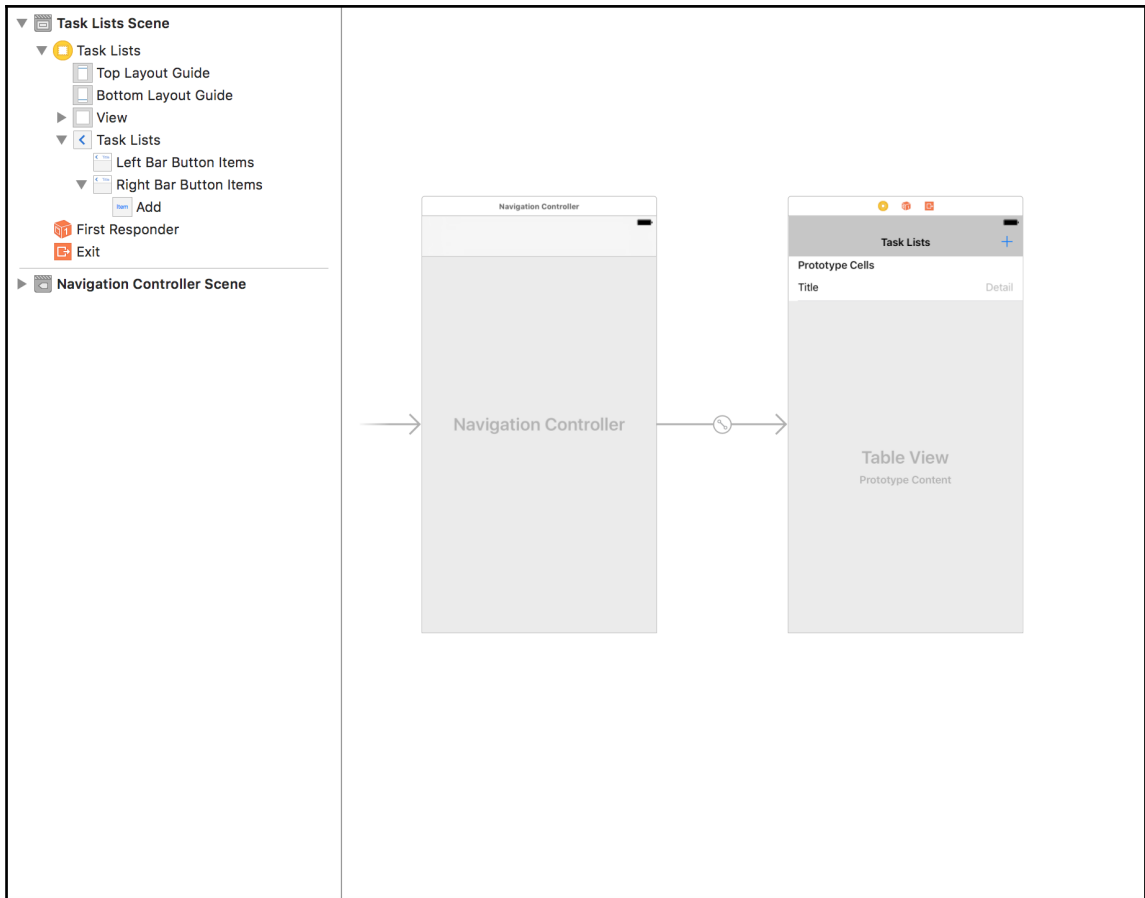 Task Lists Scene
Task Lists
Top Layout Guide
Bottom Layout Guide
View
Task Lists
Left Bar Button Items
Right Bar Button Items
Item Add
First Responder
Exit
Navigation Controller Scene
Navigation Controller
Navigation Controller
Task Lists +
Prototype Cells
Title Detail
Table View
Prototype Content